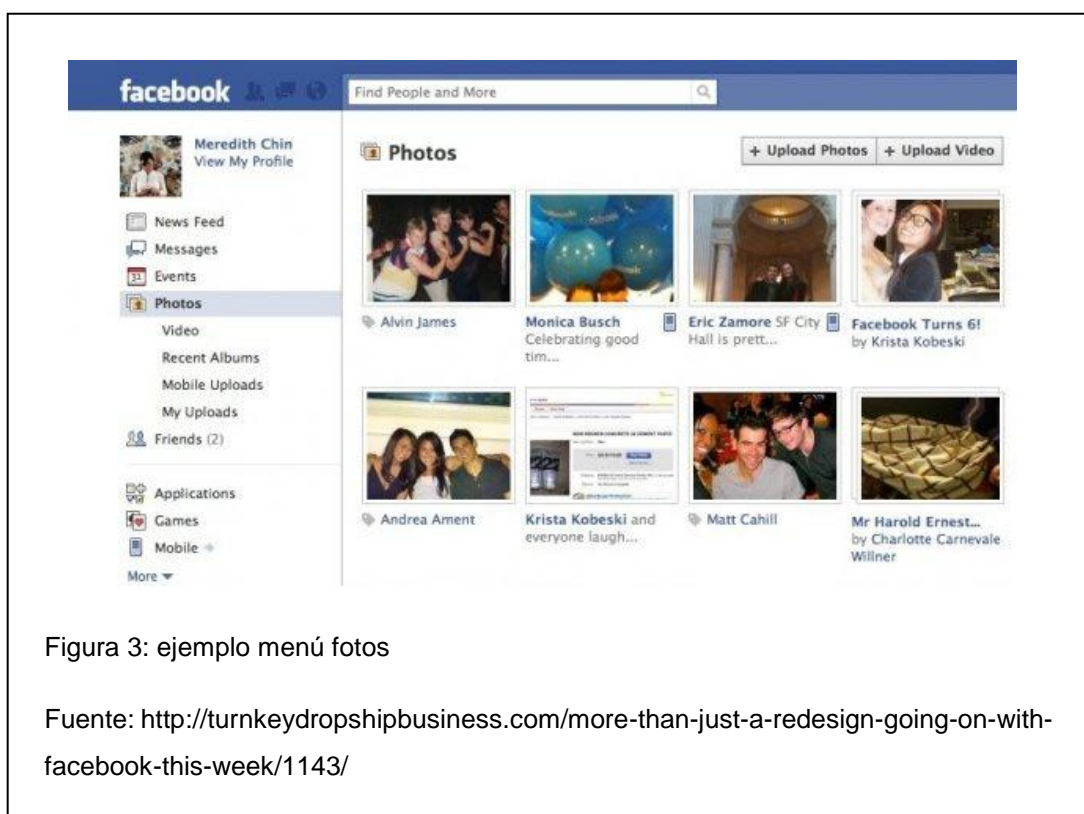 facebook
Find People and More
Meredith Chin
View My Profile
News Feed
Messages
31 Events
Photos
Video
Recent Albums
Mobile Uploads
My Uploads
Friends (2)
Applications
Games
Mobile
More
Photos
+ Upload Photos + Upload Video
Alvin James
Monica Busch
Celebrating good
tim...
Eric Zamore SF City
Hall is prett...
Facebook Turns 6!
by Krista Kobeski
Andrea Ament
Krista Kobeski and
everyone laugh...
Matt Cahill
Mr Harold Ernest...
by Charlotte Carnevale
Willner
Figura 3: ejemplo menú fotos
Fuente: http://turnkeydropshipbusiness.com/more-than-just-a-redesign-going-on-with-
facebook-this-week/1143/